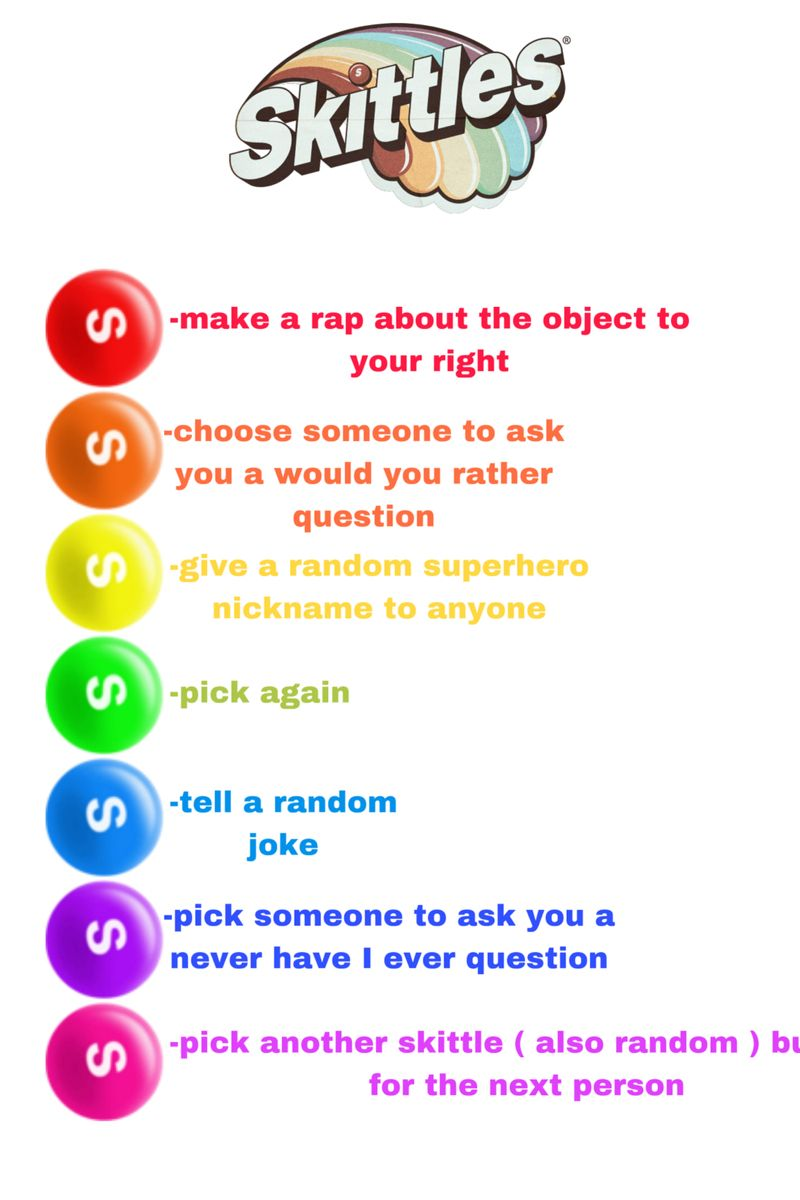 Skittles®
S
S
-make a rap about the object to
your right
S
-choose someone to ask
you a would you rather
question
S
-give a random superhero
nickname to anyone
S
-pick again
S
-tell a random
joke
S
-pick someone to ask you a
never have I ever question
S
-pick another skittle ( also random )
for the next person